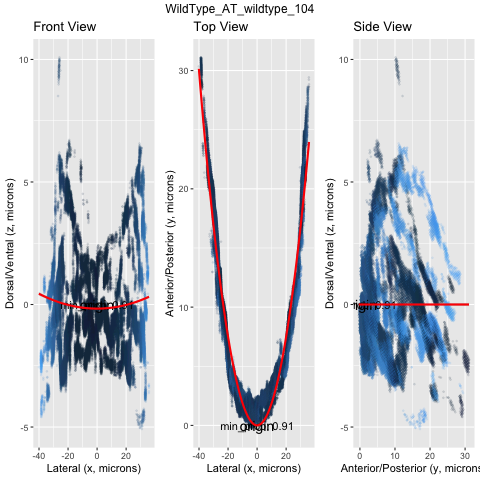 WildType_AT_wildtype_104
Front View
Top View
Side View
Dorsal/Ventral (z, microns)
10
5
0
-5
-40
-20
0
20
Lateral (x, microns)
Anterior/Posterior (y, microns)
30
20
10
0
-40
-20
0
20
Lateral (x, microns)
Dorsal/Ventral (z, microns)
10
5
0
-5
0
10
20
30
Anterior/Posterior (y, microns